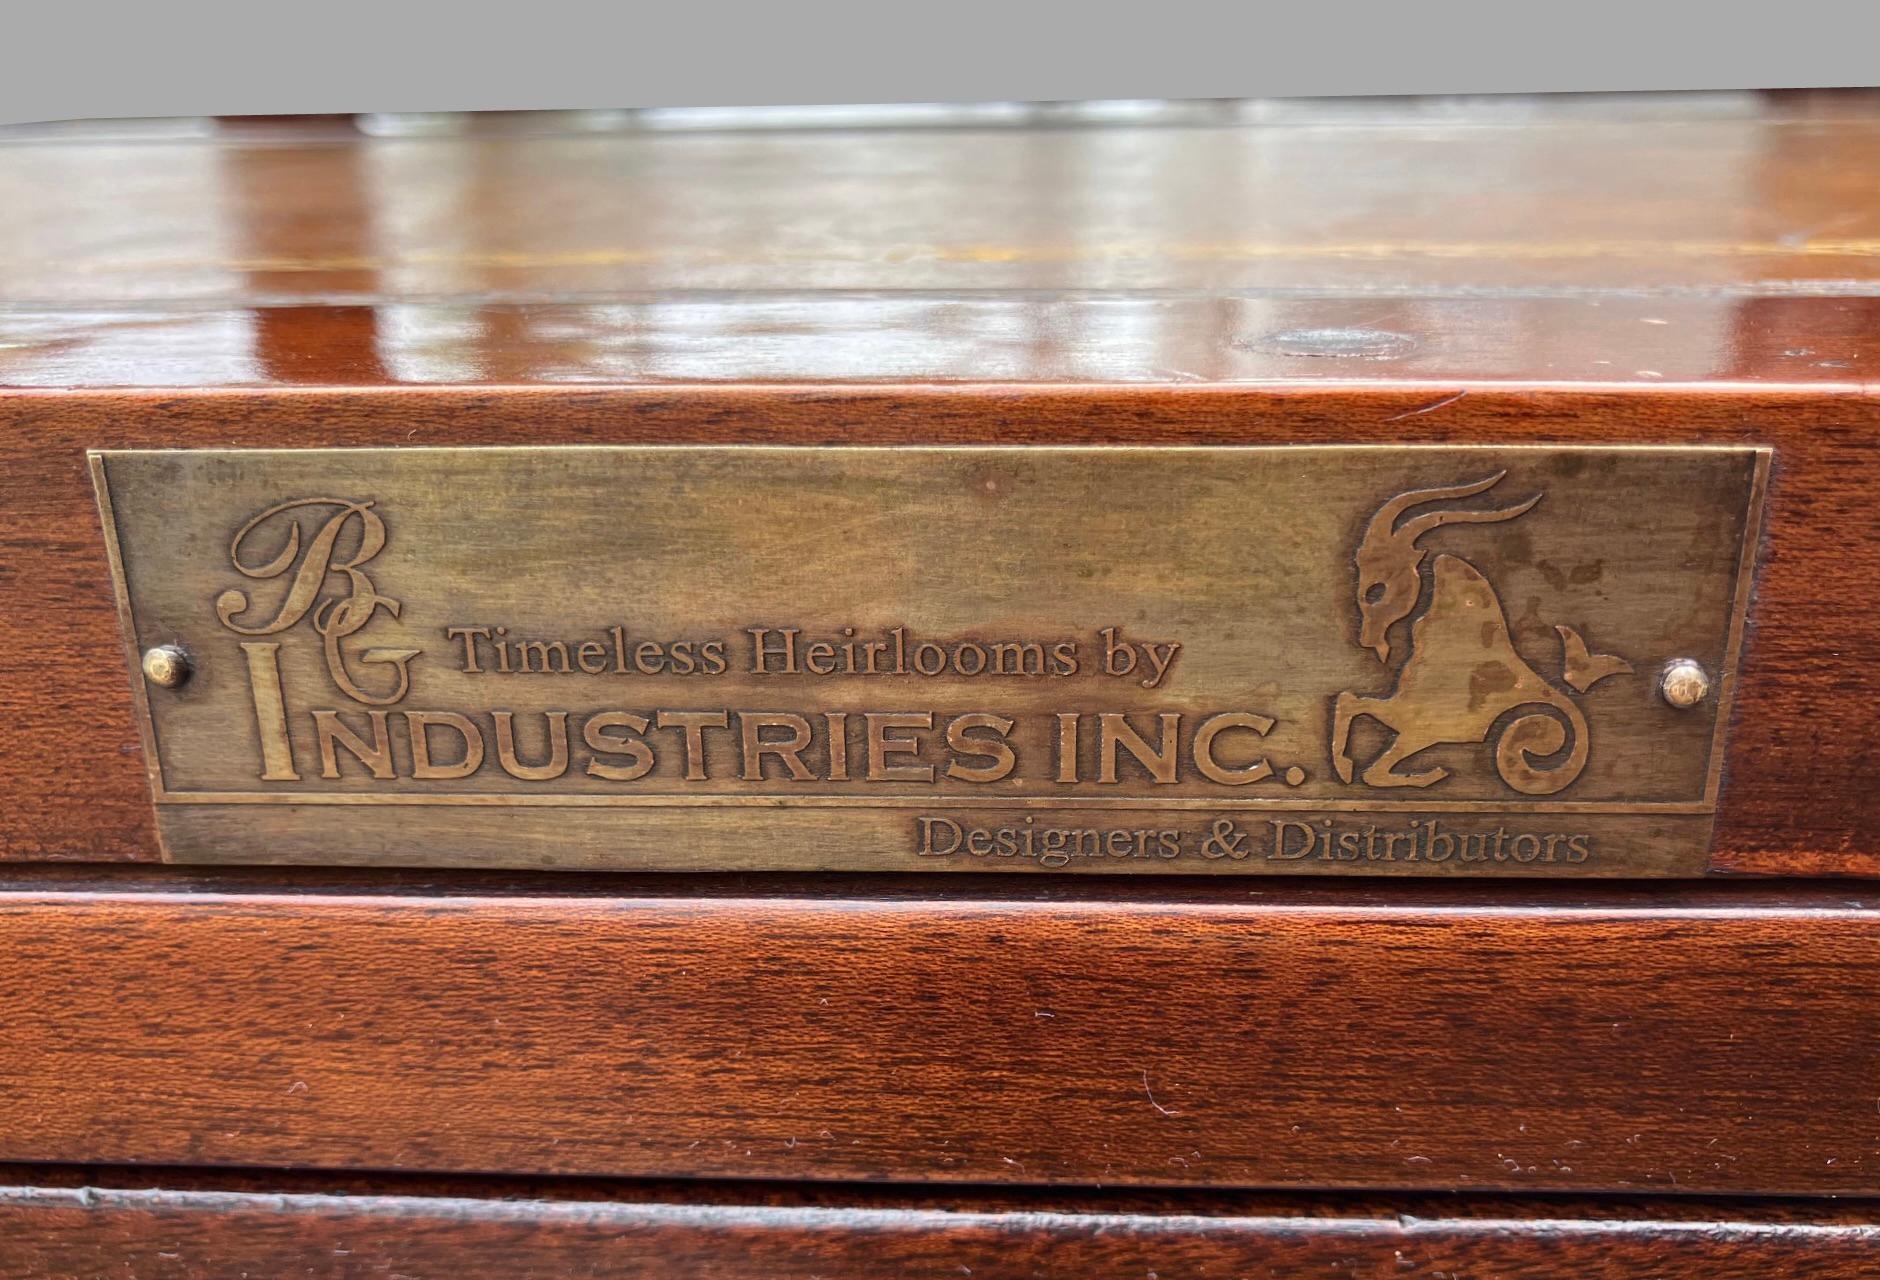 BG
Timeless Heirlooms by
INDUSTRIES INC.
Designers & Distributors